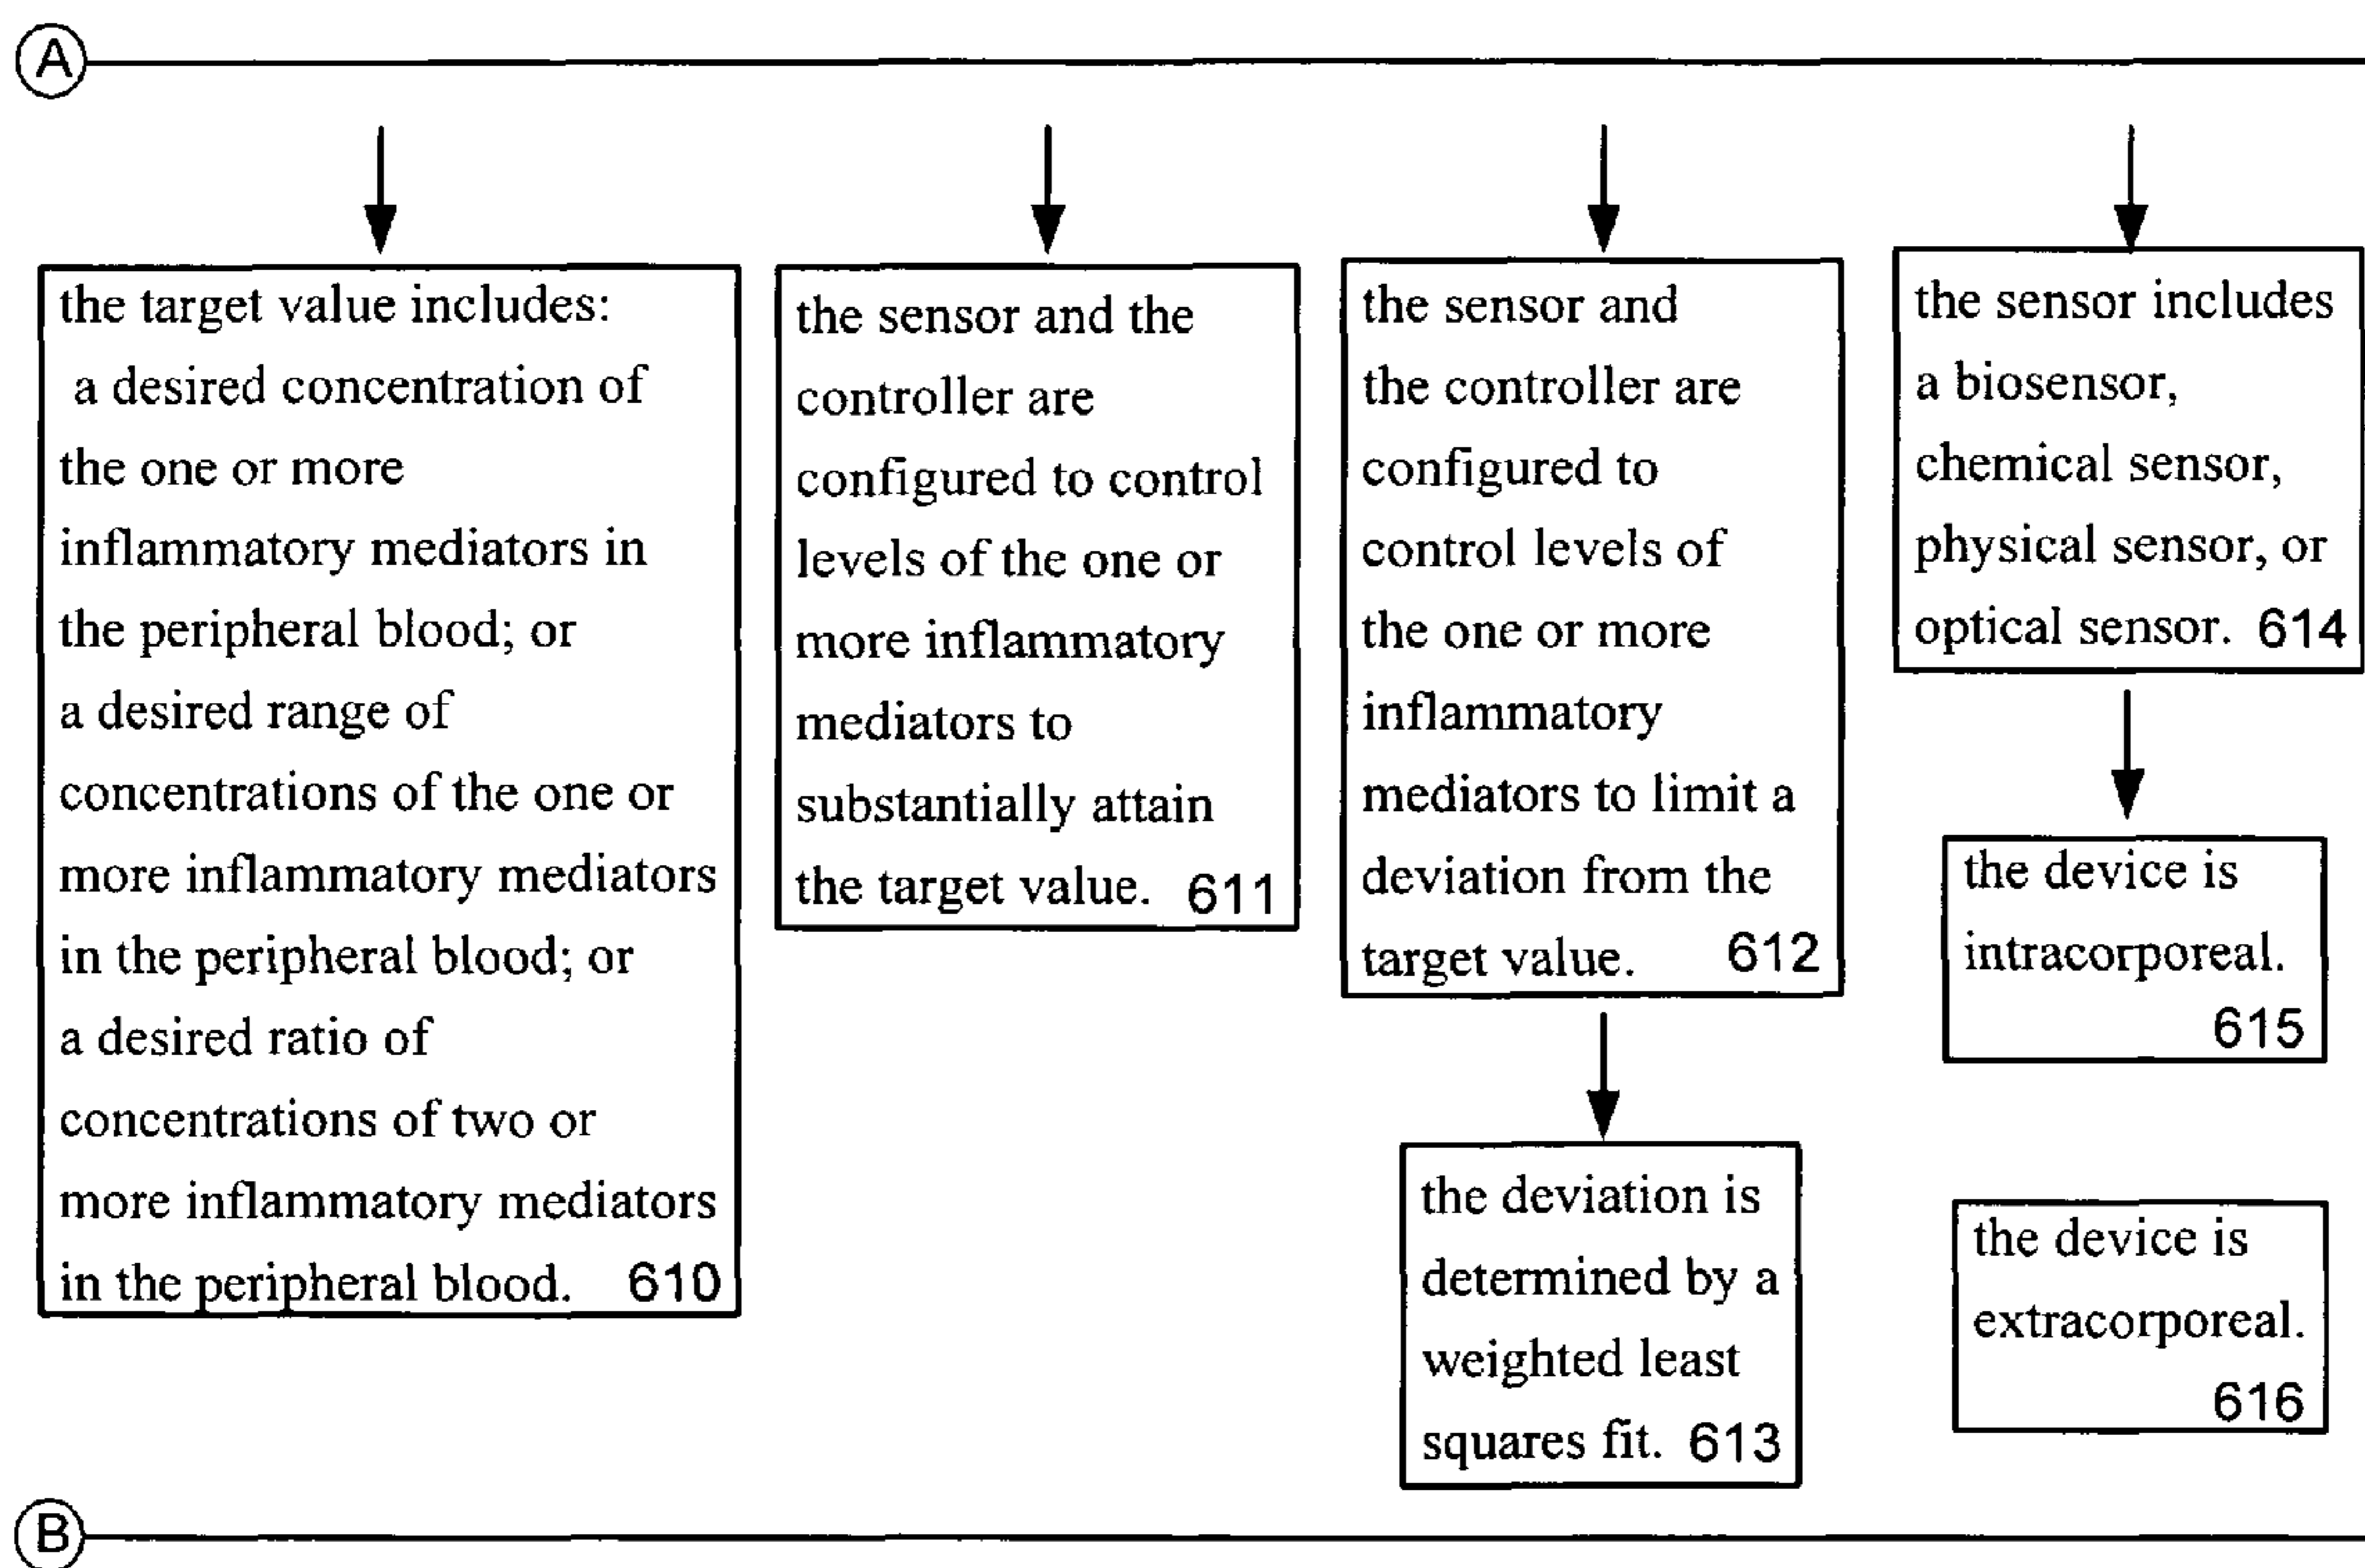 A
the target value includes:
a desired concentration of
the one or more
inflammatory mediators in
the peripheral blood; or
a desired range of
concentrations of the one or
more inflammatory mediators
in the peripheral blood; or
a desired ratio of
concentrations of two or
more inflammatory mediators
in the peripheral blood. 610
the sensor and the
controller are
configured to control
levels of the one or
more inflammatory
mediators to
substantially attain
the target value. 611
the sensor and
the controller are
configured to
control levels of
the one or more
inflammatory
mediators to limit a
deviation from the
target value. 612
the deviation is
determined by a
weighted least
squares fit. 613
the sensor includes
a biosensor,
chemical sensor,
physical sensor, or
optical sensor. 614
the device is
intracorporeal.
615
the device is
extracorporeal.
616
B